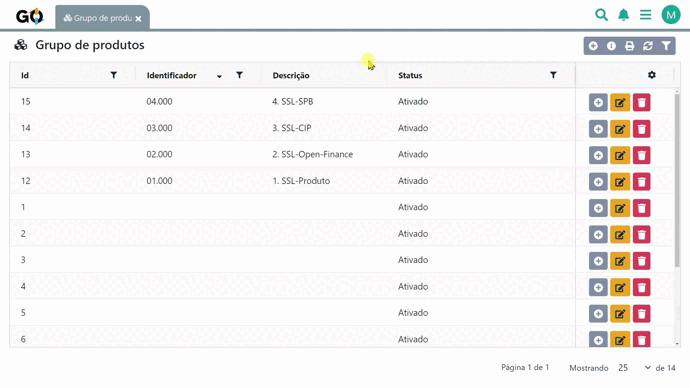 GO Grupo de produ × M
Grupo de produtos
Id Identificador Descrição Status
15 04.000 4. SSL-SPB Ativado
14 03.000 3. SSL-CIP Ativado
13 02.000 2. SSL-Open-Finance Ativado
12 01.000 1. SSL-Produto Ativado
1 Ativado
2 Ativado
3 Ativado
4 Ativado
5 Ativado
6 Ativado
Página 1 de 1 Mostrando 25 de 14